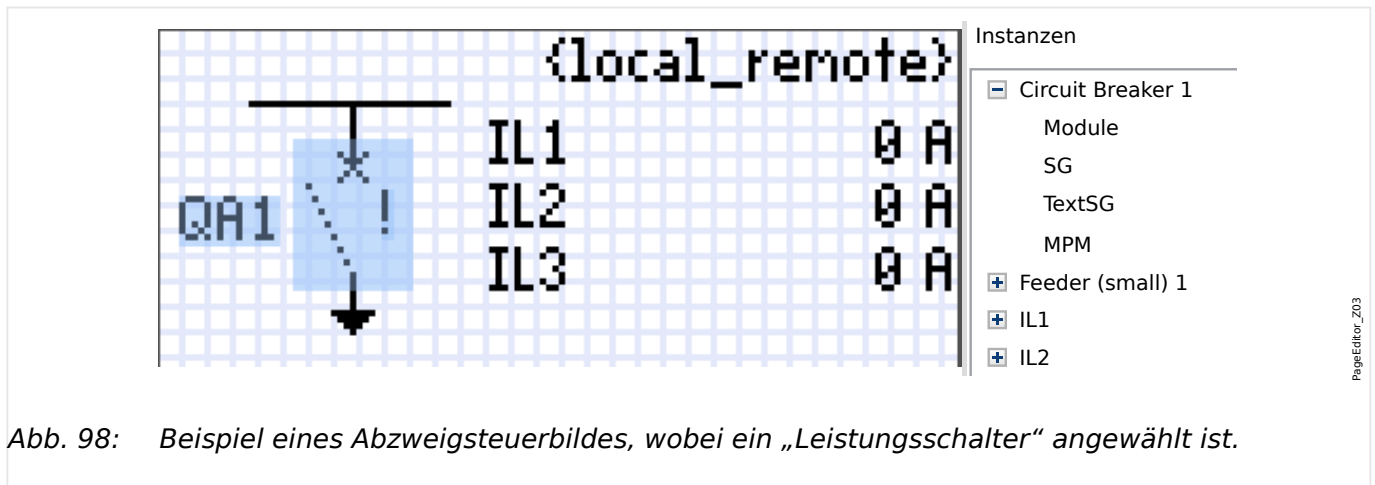 {local_remote}
QA1
!
IL1 0 A
IL2 0 A
IL3 0 A
Instanzen
Circuit Breaker 1
Module
SG
TextSG
MPM
Feeder (small) 1
IL1
IL2
PageEditor_Z03
Abb. 98: Beispiel eines Abzweigsteuerbildes, wobei ein „Leistungsschalter“ angewählt ist.